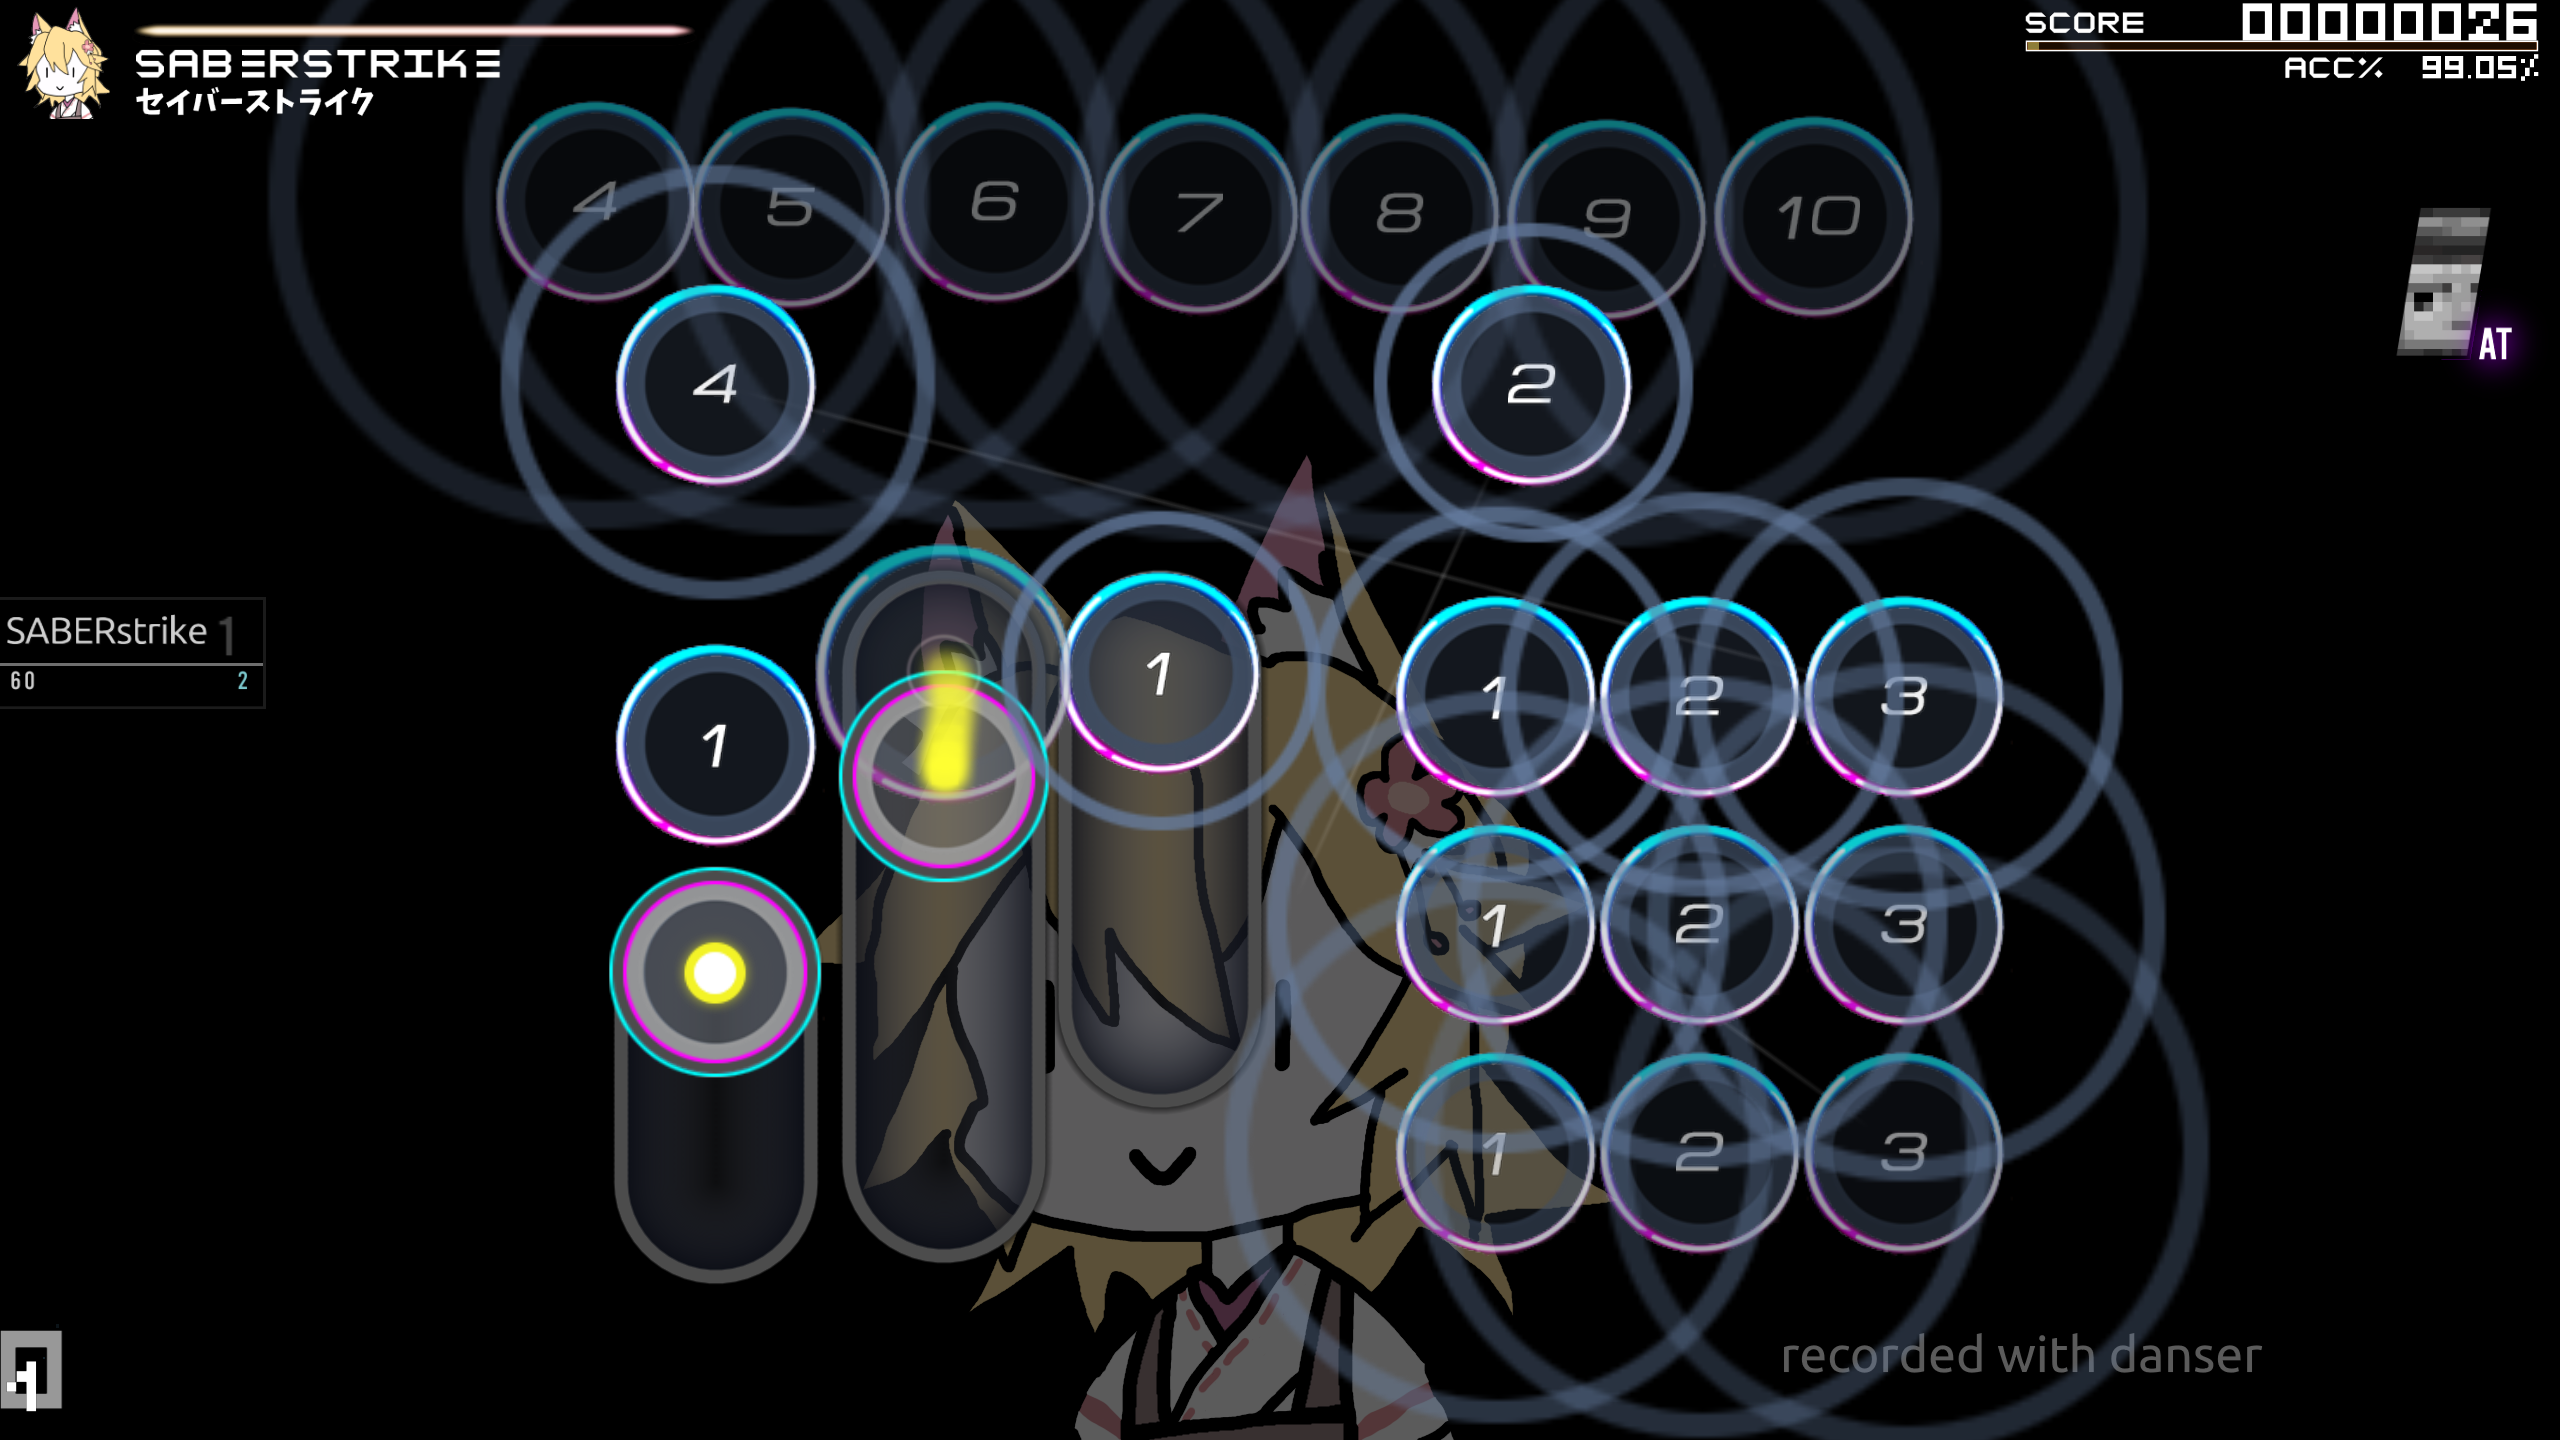 SCORE 00000026
SABERSTRIKE
ACC% 99.05%
セイバーストライク
4 5 6 7 8 9 10
AT
4 2
SABERstrike 1
60 2
1
1 1 2 3
1 2 3
1 2 3
recorded with danser